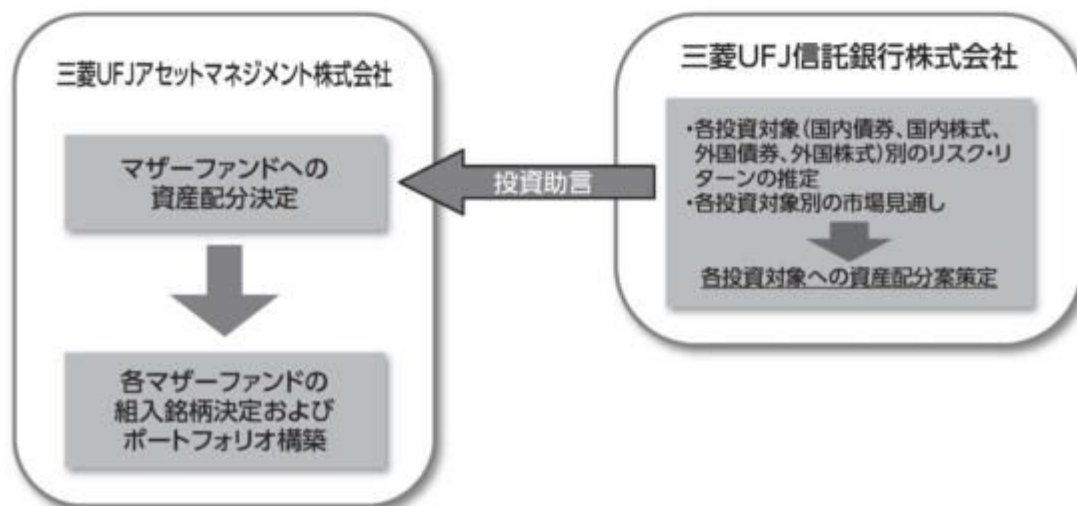 三菱UFJアセットマネジメント株式会社
マザーファンドへの
資産配分決定
各マザーファンドの
組入銘柄決定および
ポートフォリオ構築
投資助言
三菱UFJ信託銀行株式会社
・各投資対象(国内債券、国内株式、
外国債券、外国株式)別のリスク・リ
ターンの推定
・各投資対象別の市場見通し
各投資対象への資産配分案策定